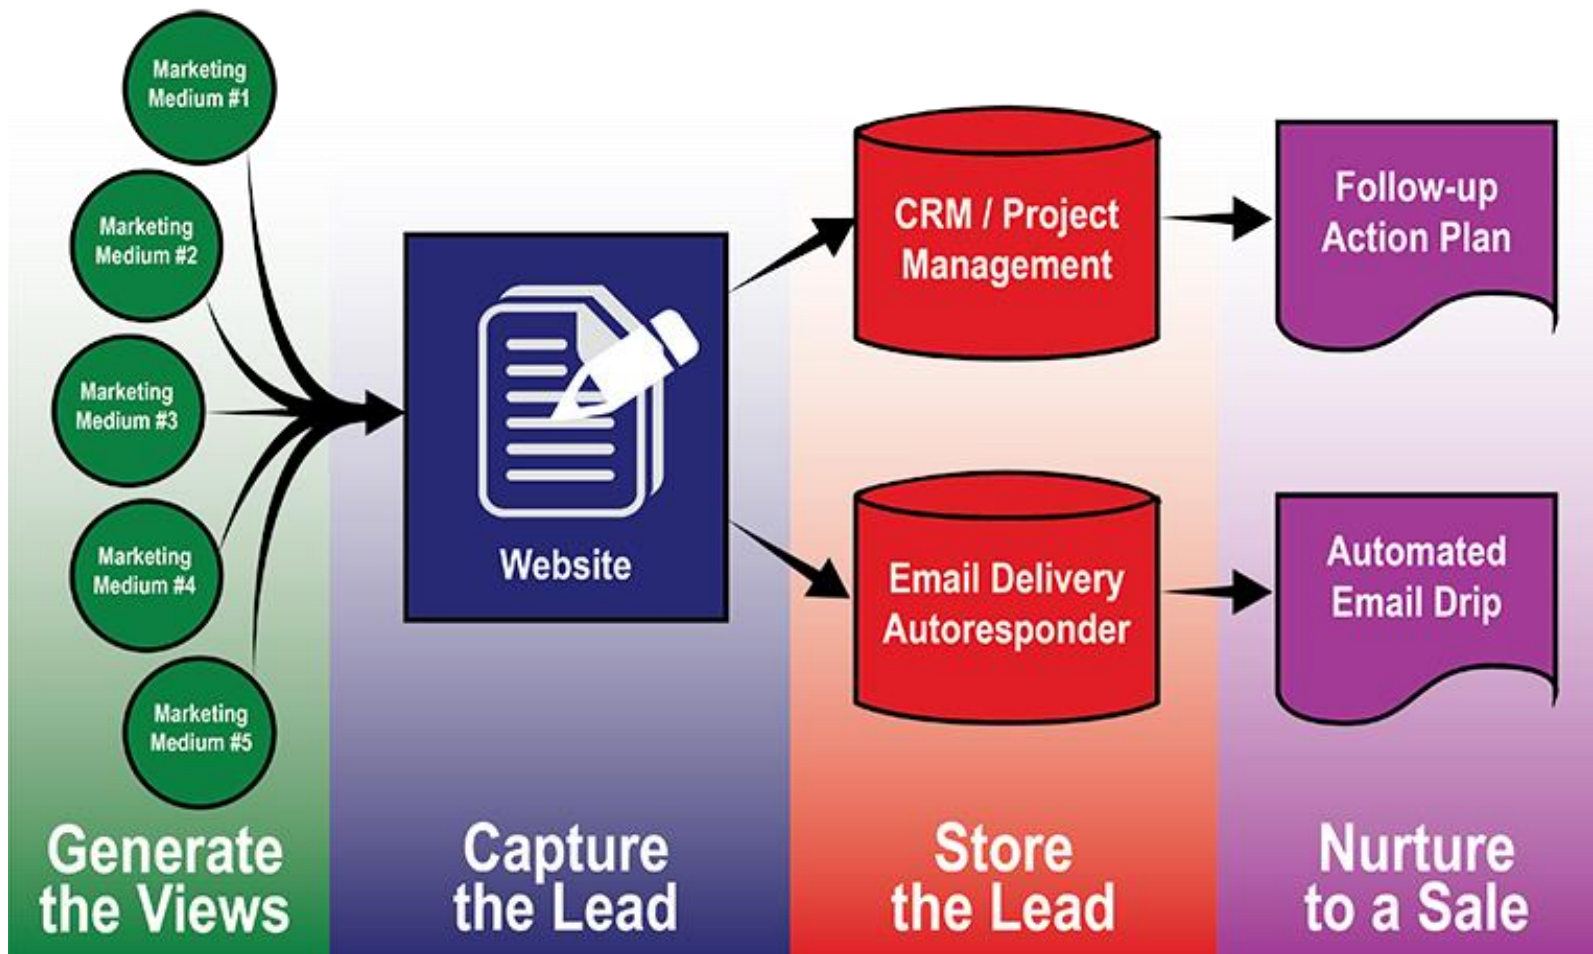 Marketing
Medium #1
Marketing
Medium #2
Marketing
Medium #3
Marketing
Medium #4
Marketing
Medium #5
Generate
the Views
Website
Capture
the Lead
CRM / Project
Management
Email Delivery
Autoresponder
Store
the Lead
Follow-up
Action Plan
Automated
Email Drip
Nurture
to a Sale